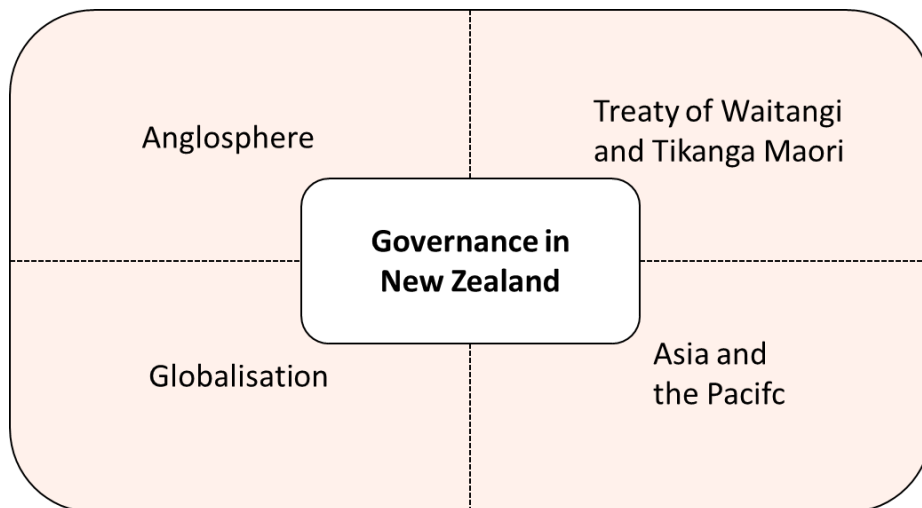 Anglosphere
Treaty of Waitangi
and Tikanga Maori
Governance in
New Zealand
Globalisation
Asia and
the Pacifc